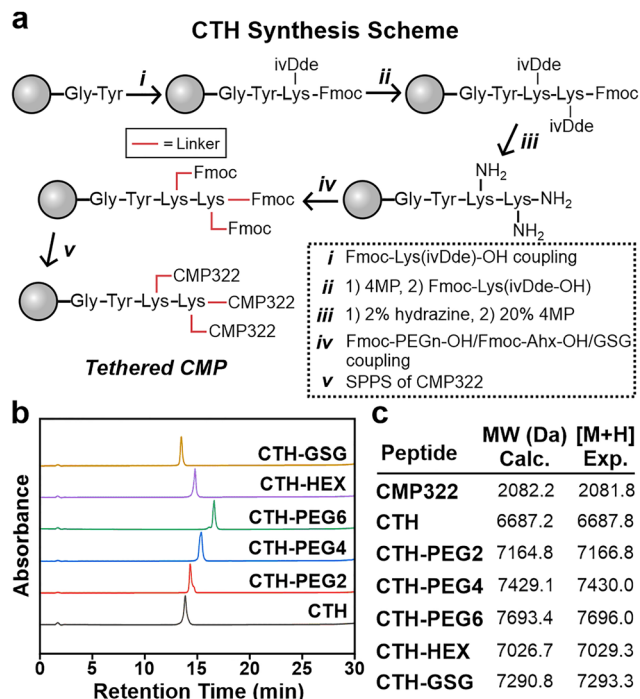 a
CTH Synthesis Scheme
Gly-Tyr
i
ivDde
Gly-Tyr-Lys-Fmoc
ii
ivDde
Gly-Tyr-Lys-Lys-Fmoc
ivDde
iii
= Linker
Fmoc
Gly-Tyr-Lys-Lys-Fmoc
Fmoc
iv
NH2
Gly-Tyr-Lys-Lys-NH2
NH2
v
CMP322
Gly-Tyr-Lys-Lys-CMP322
CMP322
Tethered CMP
i Fmoc-Lys(ivDde)-OH coupling
ii 1) 4MP, 2) Fmoc-Lys(ivDde-OH)
iii 1) 2% hydrazine, 2) 20% 4MP
iv Fmoc-PEGn-OH/Fmoc-Ahx-OH/GSG
coupling
v SPPS of CMP322
b
Absorbance
CTH-GSG
CTH-HEX
CTH-PEG6
CTH-PEG4
CTH-PEG2
CTH
0 5 10 15 20 25 30
Retention Time (min)
c
Peptide MW (Da) Calc. [M+H] Exp.
CMP322 2082.2 2081.8
CTH 6687.2 6687.8
CTH-PEG2 7164.8 7166.8
CTH-PEG4 7429.1 7430.0
CTH-PEG6 7693.4 7696.0
CTH-HEX 7026.7 7029.3
CTH-GSG 7290.8 7293.3